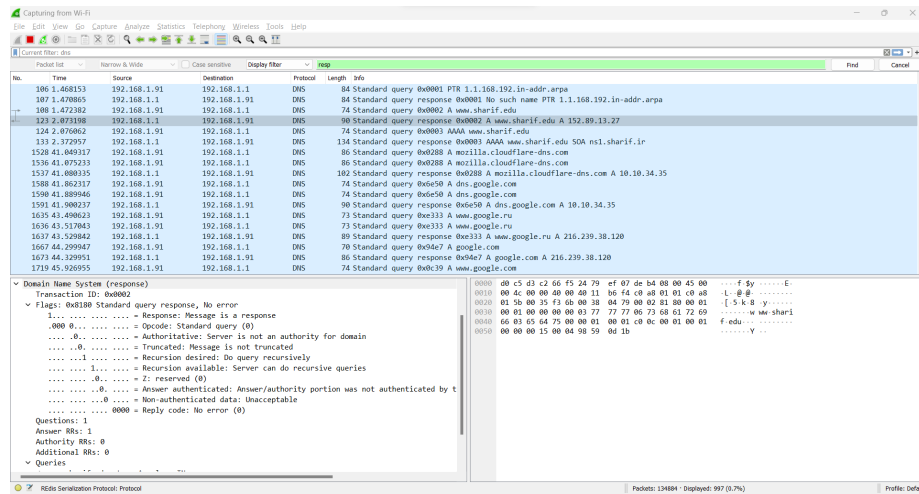 Capturing from Wi-Fi
File Edit View Go Capture Analyze Statistics Telephony Wireless Tools Help
Current filter: dns
Packet list Narrow & Wide Case sensitive Display filter resp Find Cancel
No. Time Source Destination Protocol Length Info
106 1.468153 192.168.1.91 192.168.1.1 DNS 84 Standard query 0x0001 PTR 1.1.168.192.in-addr.arpa
107 1.470865 192.168.1.1 192.168.1.91 DNS 84 Standard query response 0x0001 No such name PTR 1.1.168.192.in-addr.arpa
108 1.472382 192.168.1.91 192.168.1.1 DNS 74 Standard query 0x0002 A www.sharif.edu
123 2.073198 192.168.1.1 192.168.1.91 DNS 90 Standard query response 0x0002 A www.sharif.edu A 152.89.13.27
124 2.076062 192.168.1.91 192.168.1.1 DNS 74 Standard query 0x0003 AAAA www.sharif.edu
133 2.372957 192.168.1.1 192.168.1.91 DNS 134 Standard query response 0x0003 AAAA www.sharif.edu SOA ns1.sharif.ir
1528 41.049317 192.168.1.91 192.168.1.1 DNS 86 Standard query 0x0288 A mozilla.cloudflare-dns.com
1536 41.075233 192.168.1.91 192.168.1.1 DNS 86 Standard query 0x0288 A mozilla.cloudflare-dns.com
1537 41.080335 192.168.1.1 192.168.1.91 DNS 102 Standard query response 0x0288 A mozilla.cloudflare-dns.com A 10.10.34.35
1588 41.862317 192.168.1.91 192.168.1.1 DNS 74 Standard query 0x6e50 A dns.google.com
1590 41.889946 192.168.1.91 192.168.1.1 DNS 74 Standard query 0x6e50 A dns.google.com
1591 41.900237 192.168.1.1 192.168.1.91 DNS 90 Standard query response 0x6e50 A dns.google.com A 10.10.34.35
1635 43.490623 192.168.1.91 192.168.1.1 DNS 73 Standard query 0xe333 A www.google.ru
1636 43.517043 192.168.1.91 192.168.1.1 DNS 73 Standard query 0xe333 A www.google.ru
1637 43.529842 192.168.1.1 192.168.1.91 DNS 89 Standard query response 0xe333 A www.google.ru A 216.239.38.120
1667 44.299947 192.168.1.91 192.168.1.1 DNS 70 Standard query 0x94e7 A google.com
1673 44.329951 192.168.1.1 192.168.1.91 DNS 86 Standard query response 0x94e7 A google.com A 216.239.38.120
1719 45.926955 192.168.1.91 192.168.1.1 DNS 74 Standard query 0x0c39 A www.google.com
Domain Name System (response)
Transaction ID: 0x0002
Flags: 0x8180 Standard query response, No error
1... .... .... .... = Response: Message is a response
.000 0... .... .... = Opcode: Standard query (0)
.... .0.. .... .... = Authoritative: Server is not an authority for domain
.... ..0. .... .... = Truncated: Message is not truncated
.... ...1 .... .... = Recursion desired: Do query recursively
.... .... 1... .... = Recursion available: Server can do recursive queries
.... .... .0.. .... = Z: reserved (0)
.... .... ..0. .... = Answer authenticated: Answer/authority portion was not authenticated by t
.... .... ...0 .... = Non-authenticated data: Unacceptable
.... .... .... 0000 = Reply code: No error (0)
Questions: 1
Answer RRs: 1
Authority RRs: 0
Additional RRs: 0
Queries
0000 d0 c5 d3 c2 66 f5 24 79 ef 07 de b4 08 00 45 00 ····f·$y ······E·
0010 00 4c 00 00 40 00 40 11 b6 f4 c0 a8 01 01 c0 a8 ·L··@·@· ········
0020 01 5b 00 35 f3 6b 00 38 04 79 00 02 81 80 00 01 ·[·5·k·8 ·y······
0030 00 01 00 00 00 00 03 77 77 77 06 73 68 61 72 69 ·······w ww·shari
0040 66 03 65 64 75 00 00 01 00 01 c0 0c 00 01 00 01 f·edu··· ········
0050 00 00 00 15 00 04 98 59 0d 1b ·······Y ··
REdis Serialization Protocol: Protocol
Packets: 134884 · Displayed: 997 (0.7%)
Profile: Defa